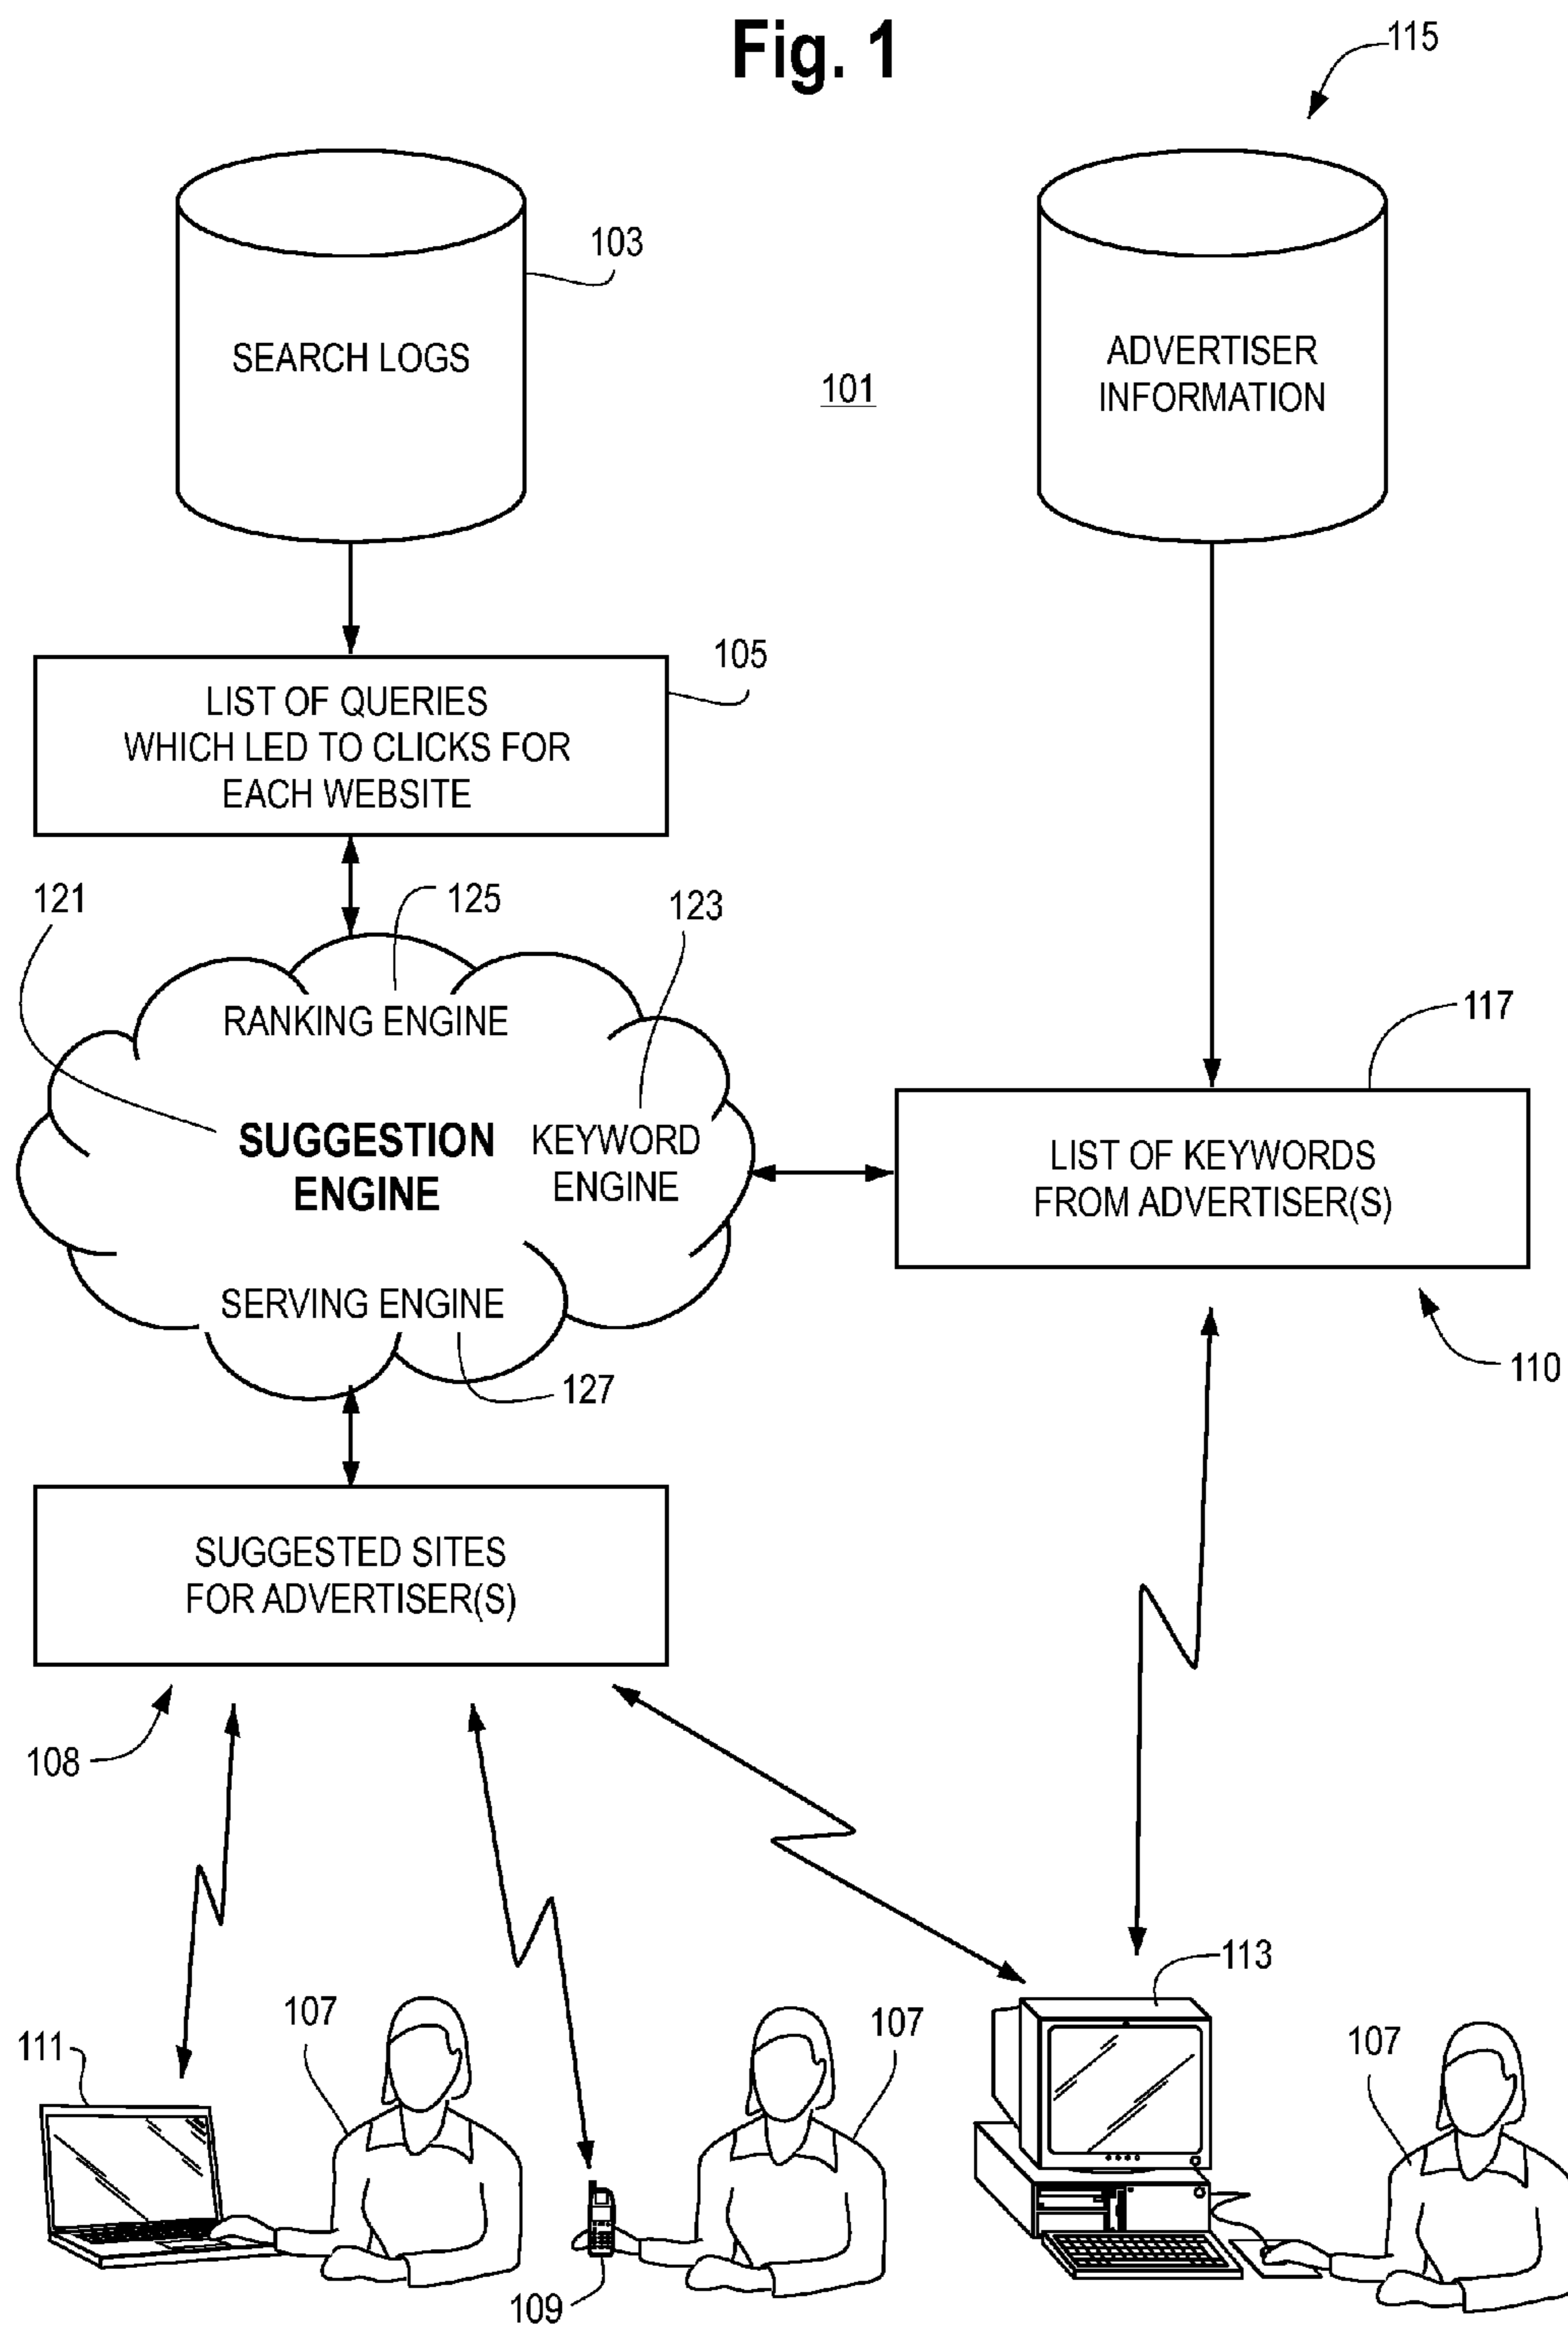 Fig. 1
115
103
SEARCH LOGS
101
ADVERTISER
INFORMATION
105
LIST OF QUERIES
WHICH LED TO CLICKS FOR
EACH WEBSITE
121
125
123
RANKING ENGINE
117
SUGGESTION
ENGINE
KEYWORD
ENGINE
LIST OF KEYWORDS
FROM ADVERTISER(S)
SERVING ENGINE
127
110
SUGGESTED SITES
FOR ADVERTISER(S)
108
113
111
107
107
107
109